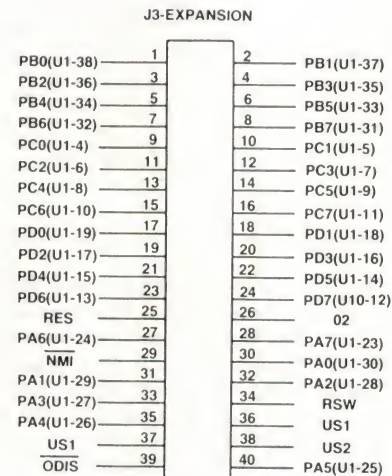 J3-EXPANSION
PB0(U1-38) 1 2 PB1(U1-37)
PB2(U1-36) 3 4 PB3(U1-35)
PB4(U1-34) 5 6 PB5(U1-33)
PB6(U1-32) 7 8 PB7(U1-31)
PC0(U1-4) 9 10 PC1(U1-5)
PC2(U1-6) 11 12 PC3(U1-7)
PC4(U1-8) 13 14 PC5(U1-9)
PC6(U1-10) 15 16 PC7(U1-11)
PD0(U1-19) 17 18 PD1(U1-18)
PD2(U1-17) 19 20 PD3(U1-16)
PD4(U1-15) 21 22 PD5(U1-14)
PD6(U1-13) 23 24 PD7(U10-12)
RES 25 26 02
PA6(U1-24) 27 28 PA7(U1-23)
NMI 29 30 PA0(U1-30)
PA1(U1-29) 31 32 PA2(U1-28)
PA3(U1-27) 33 34 RSW
PA4(U1-26) 35 36 US1
US1 37 38 US2
ODIS 39 40 PA5(U1-25)